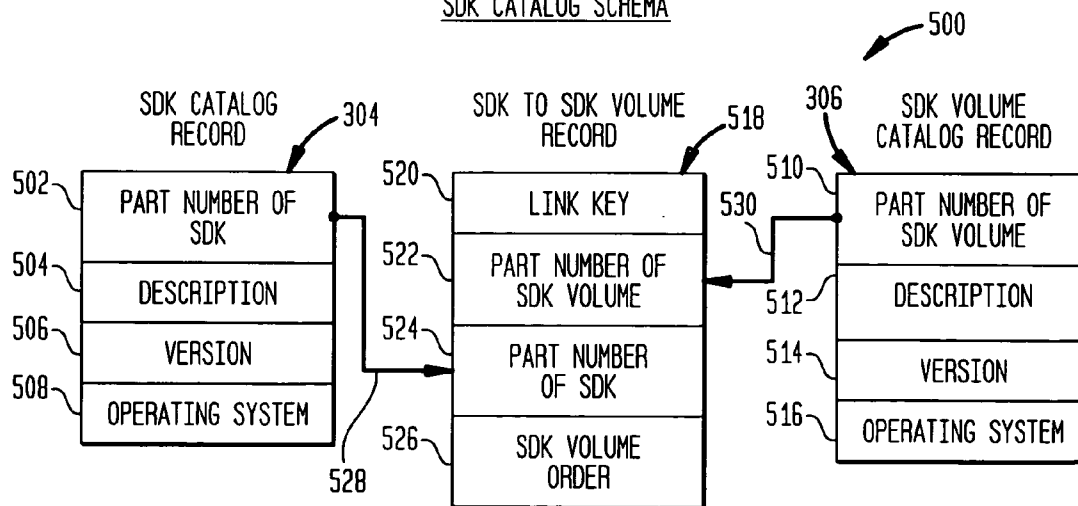 SDK CATALOG SCHEMA
500
SDK CATALOG
RECORD
304
502
PART NUMBER OF
SDK
504
DESCRIPTION
506
VERSION
508
OPERATING SYSTEM
528
SDK TO SDK VOLUME
RECORD
518
520
LINK KEY
522
PART NUMBER OF
SDK VOLUME
524
PART NUMBER
OF SDK
526
SDK VOLUME
ORDER
530
306
SDK VOLUME
CATALOG RECORD
510
PART NUMBER OF
SDK VOLUME
512
DESCRIPTION
514
VERSION
516
OPERATING SYSTEM